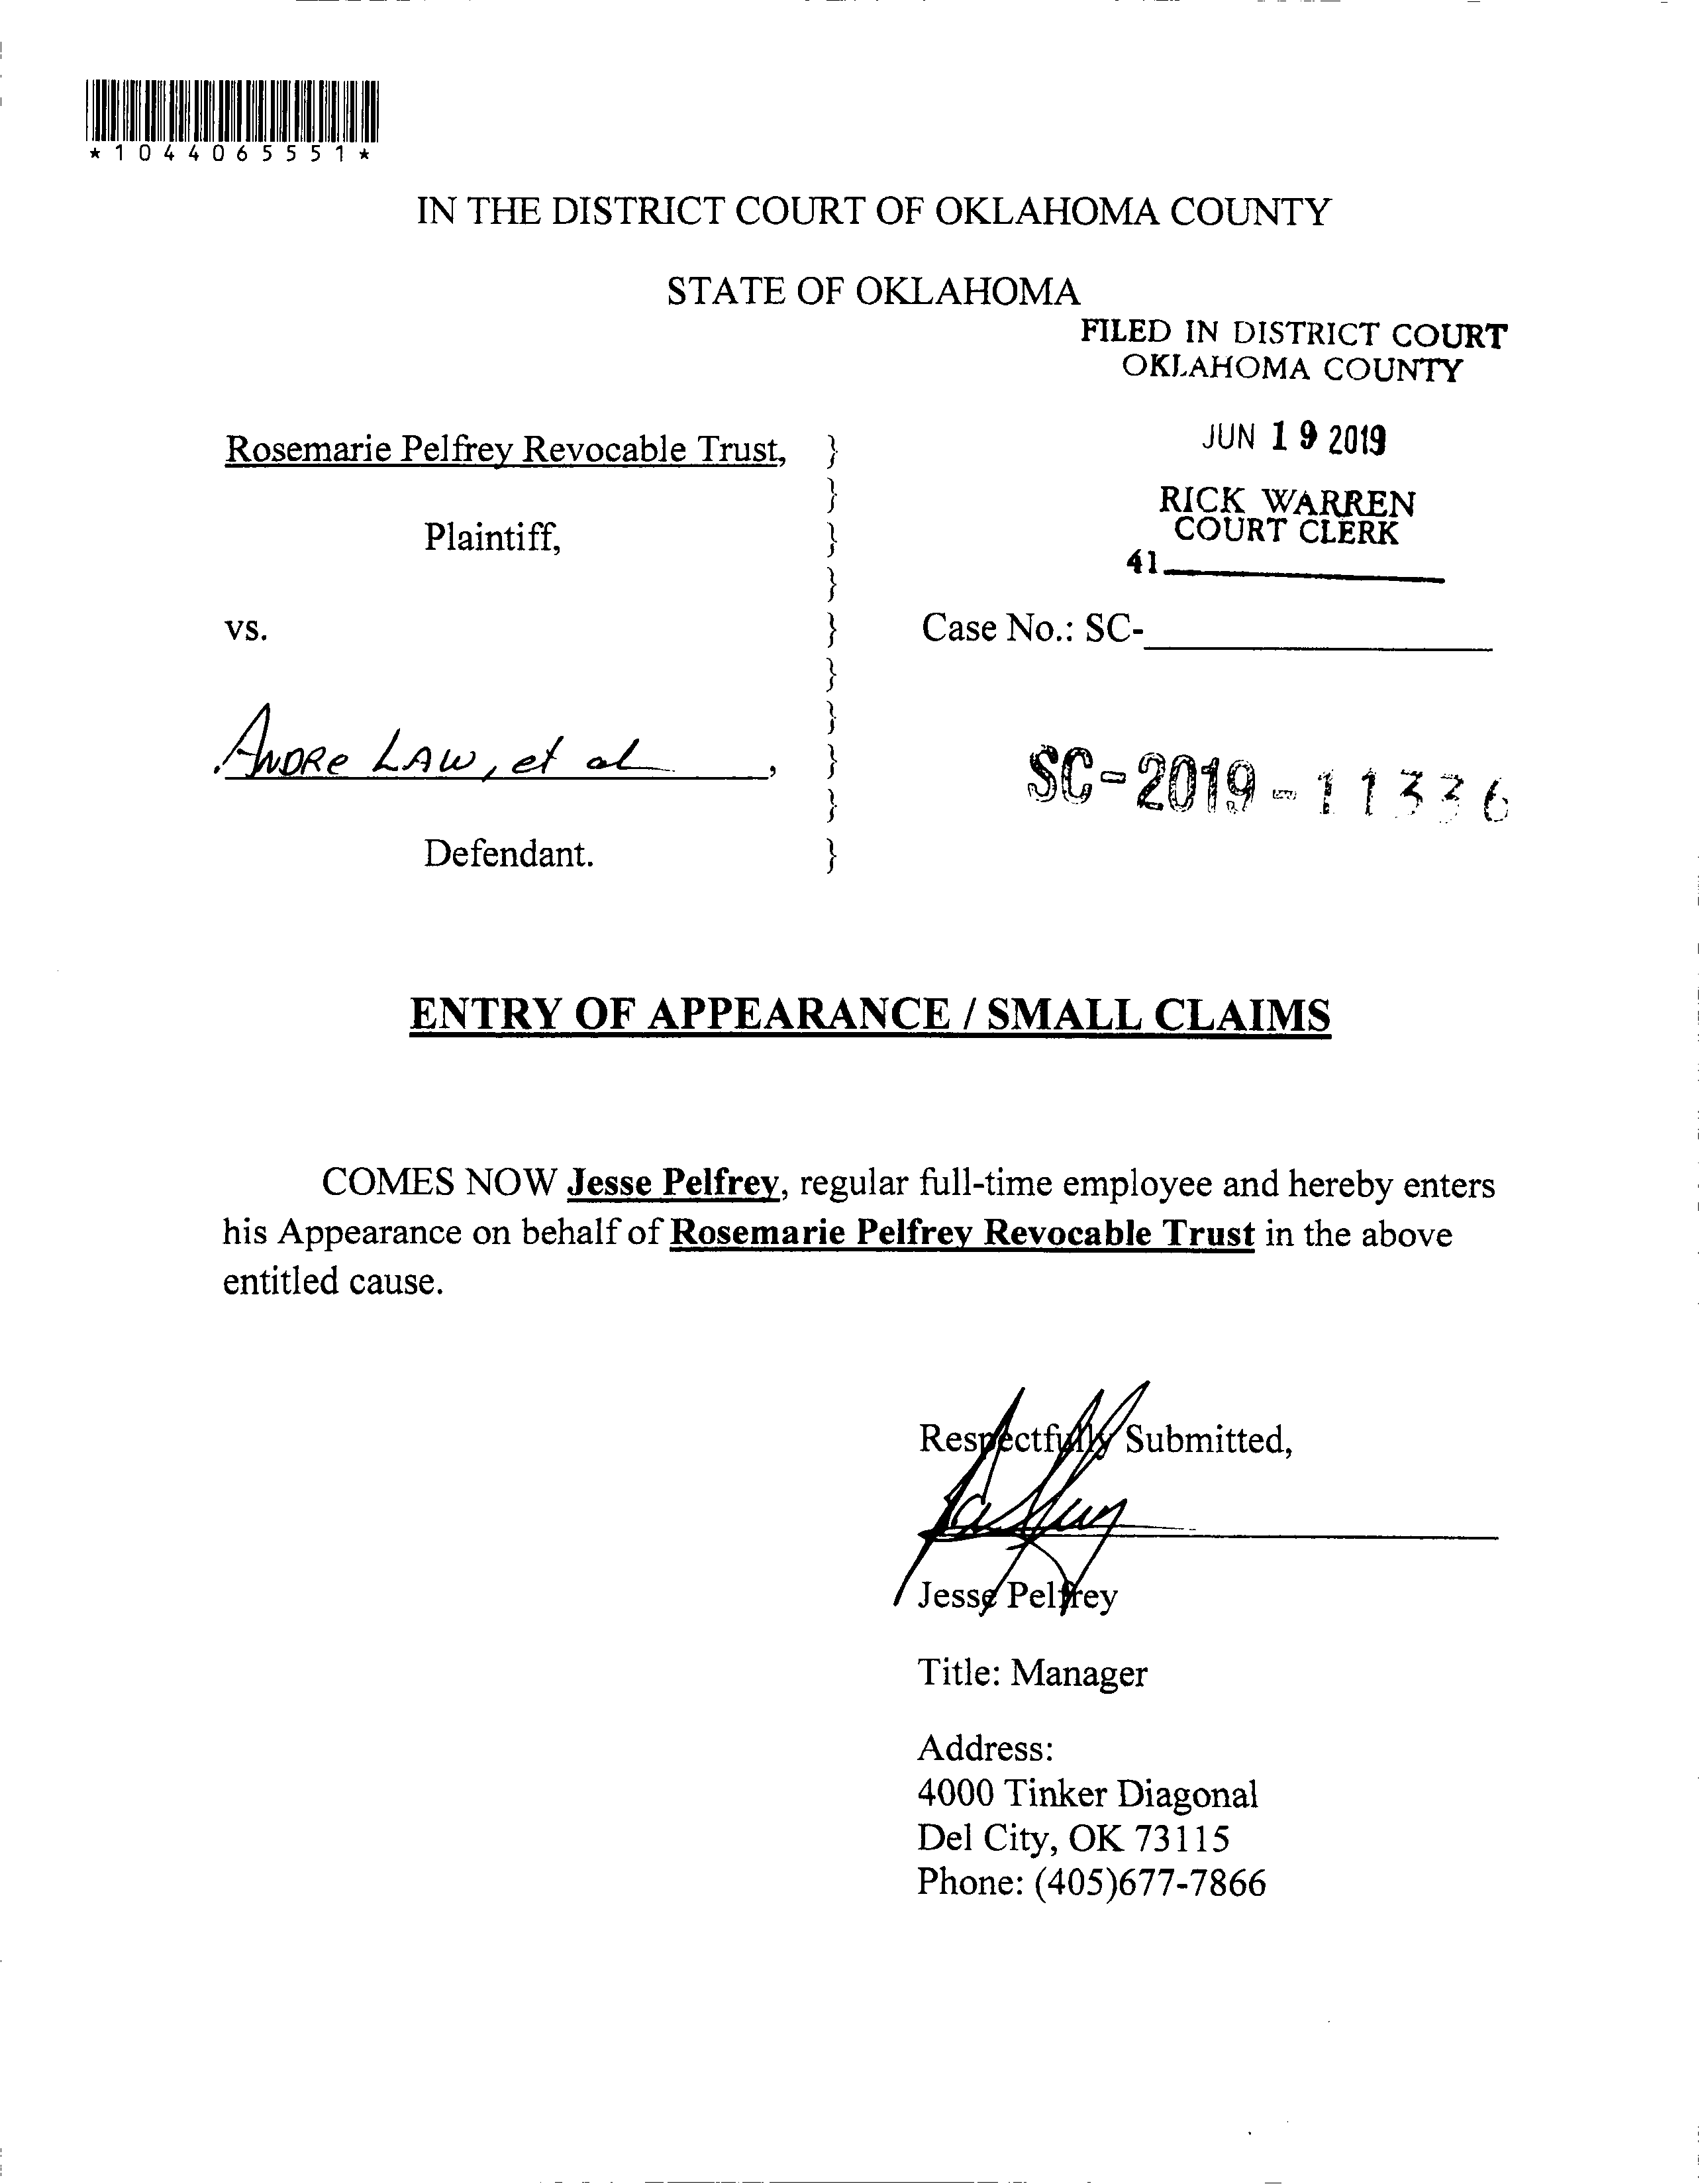 *1044065551*
IN THE DISTRICT COURT OF OKLAHOMA COUNTY
STATE OF OKLAHOMA
FILED IN DISTRICT COURT
OKLAHOMA COUNTY
JUN 19 2019
RICK WARREN
COURT CLERK
41
Rosemarie Pelfrey Revocable Trust, }
}
Plaintiff, }
}
vs. } Case No.: SC-
}
}
ANDRE LAW, et al , }
SC-2019-11336
}
Defendant. }
ENTRY OF APPEARANCE / SMALL CLAIMS
COMES NOW Jesse Pelfrey, regular full-time employee and hereby enters
his Appearance on behalf of Rosemarie Pelfrey Revocable Trust in the above
entitled cause.
Respectfully Submitted,
Jesse Pelfrey
Title: Manager
Address:
4000 Tinker Diagonal
Del City, OK 73115
Phone: (405)677-7866